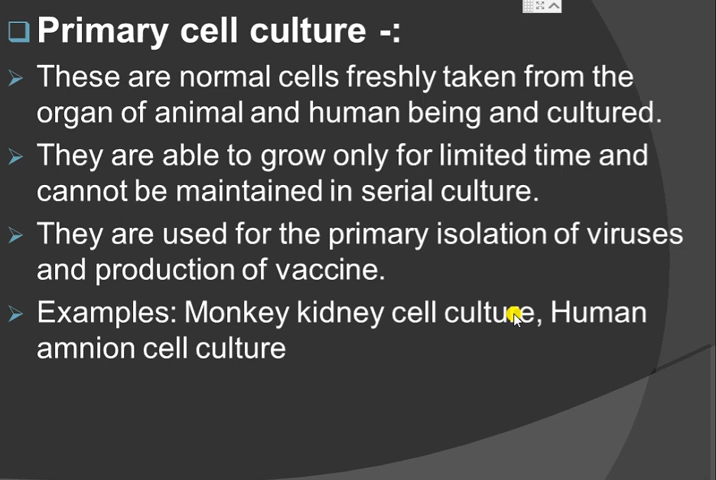 Primary cell culture -:
These are normal cells freshly taken from the
organ of animal and human being and cultured.
They are able to grow only for limited time and
cannot be maintained in serial culture.
They are used for the primary isolation of viruses
and production of vaccine.
Examples: Monkey kidney cell culture, Human
amnion cell culture